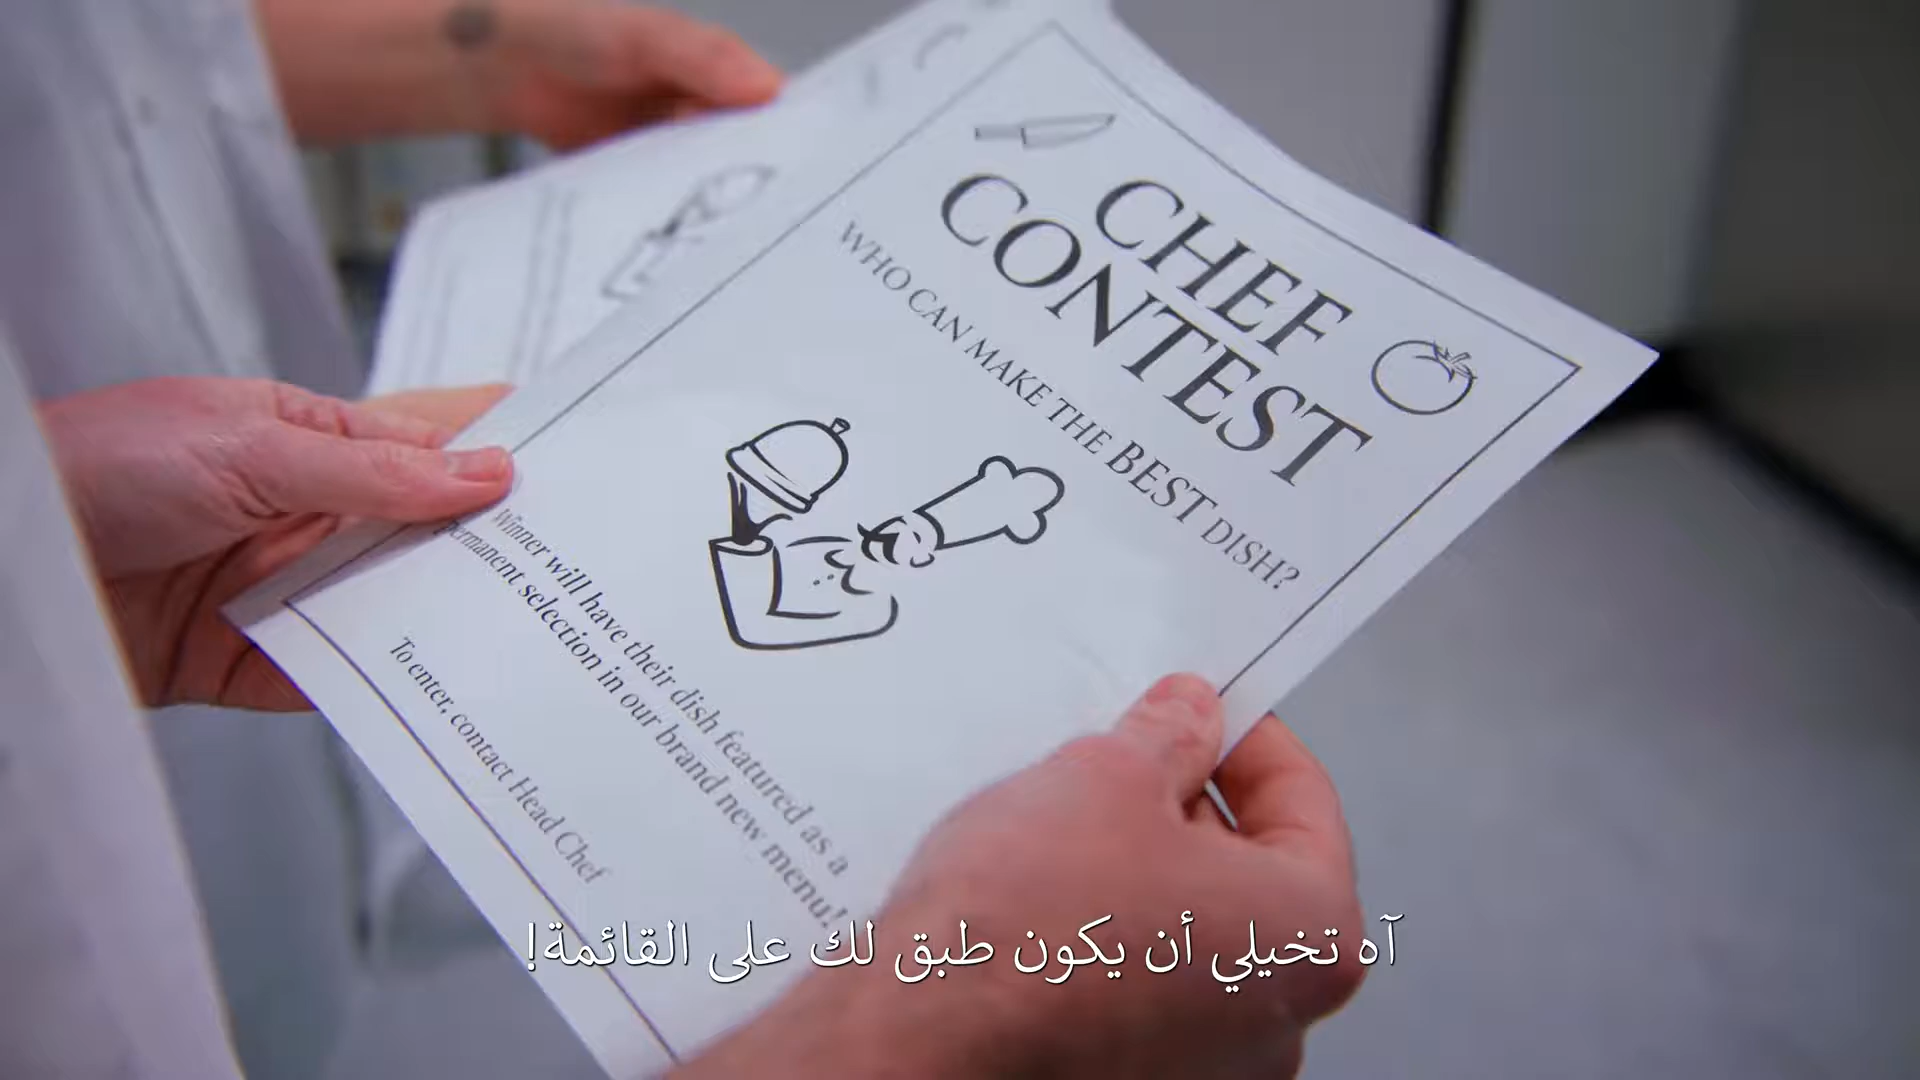 CHEF
CONTEST
WHO CAN MAKE THE BEST DISH?
Winner will have their dish featured as a
permanent selection in our brand new menu!
To enter, contact Head Chef
آه تخيلي أن يكون طبق لك على القائمة!